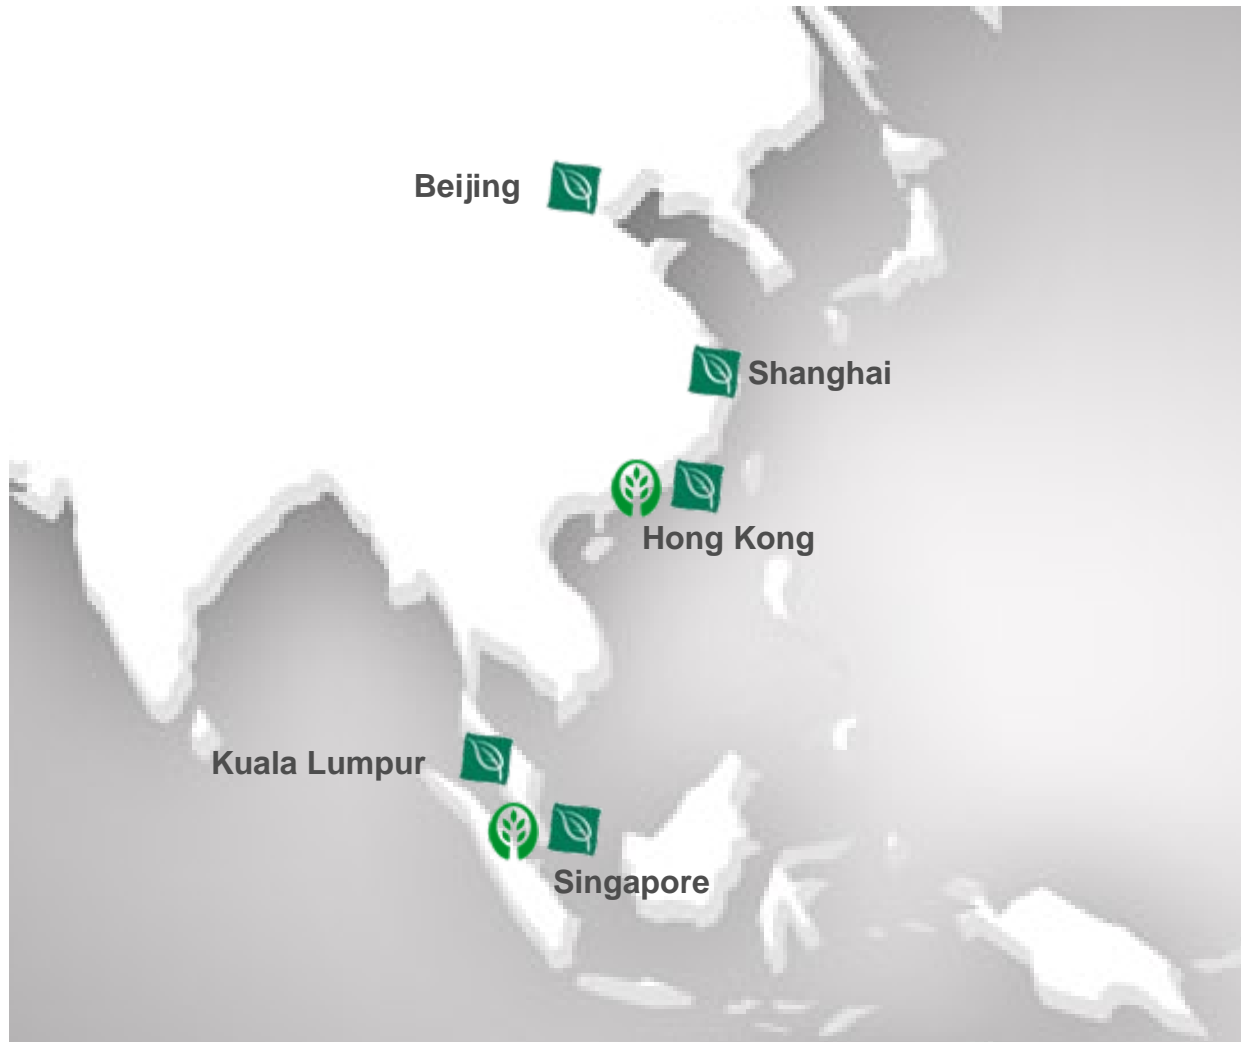 Beijing
Shanghai
Hong Kong
Kuala Lumpur
Singapore